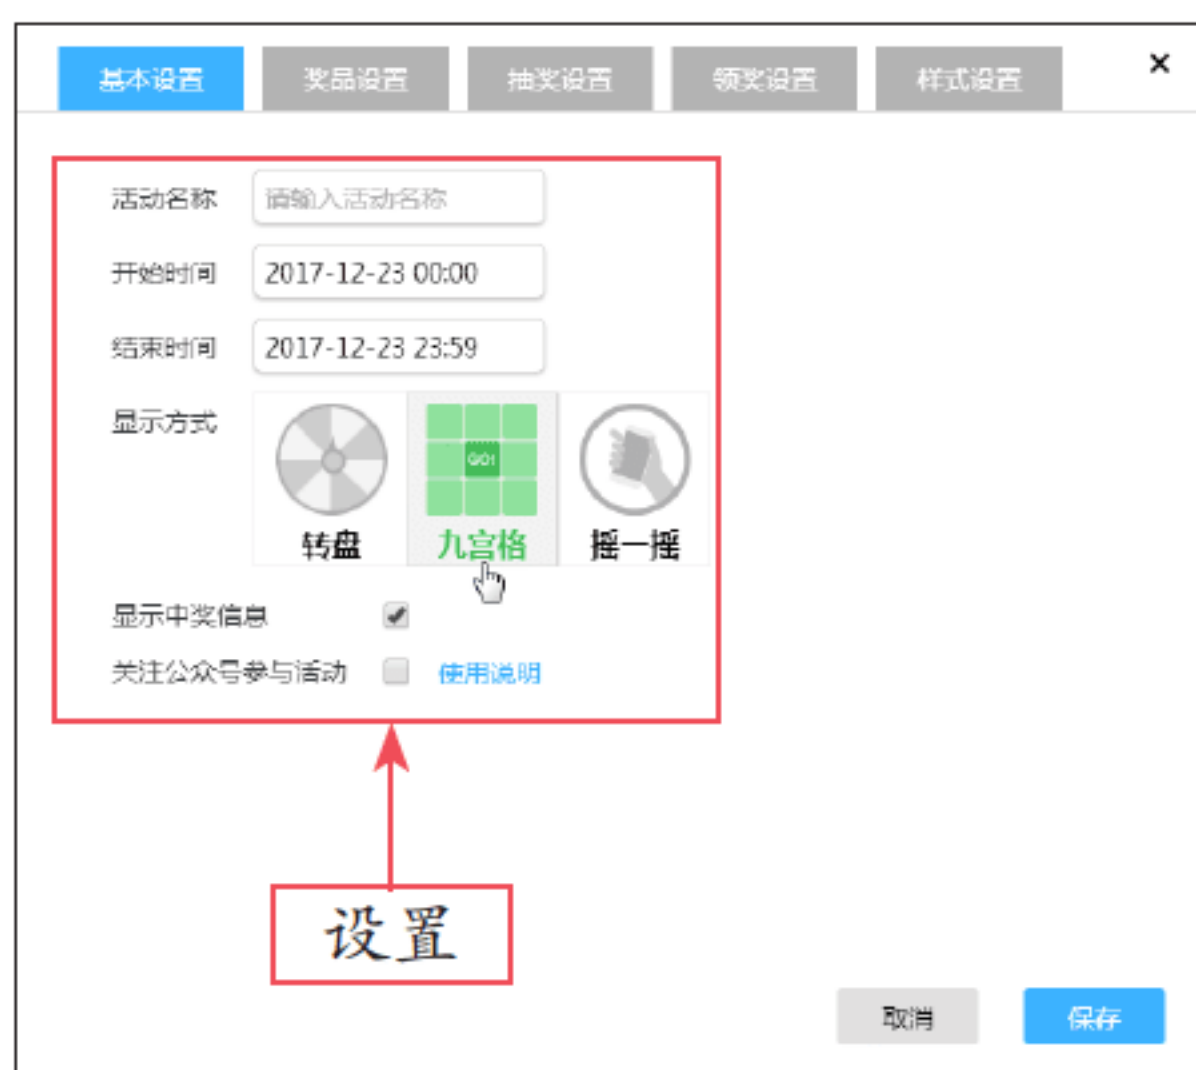 基本设置 奖品设置 抽奖设置 领奖设置 样式设置 ×
活动名称 请输入活动名称
开始时间 2017-12-23 00:00
结束时间 2017-12-23 23:59
显示方式
GO!
转盘 九宫格 摇一摇
显示中奖信息
关注公众号参与活动 使用说明
设置
取消 保存